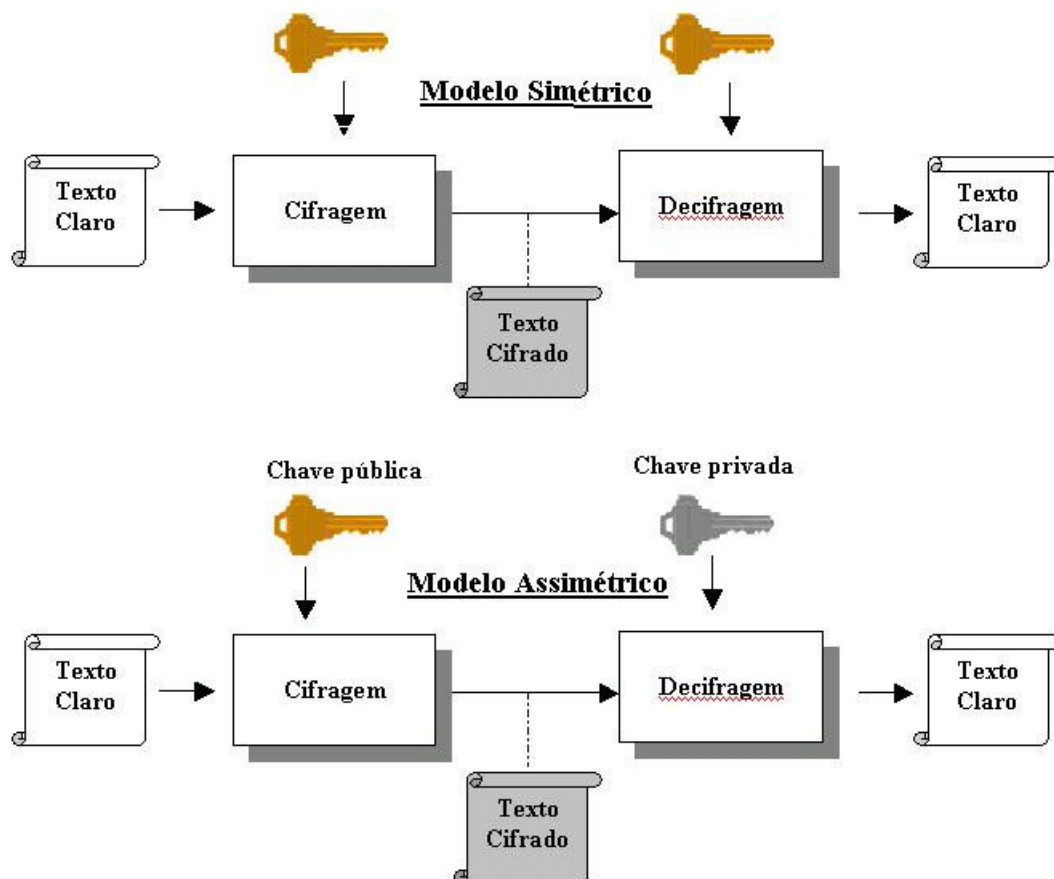 Modelo Simétrico
Texto
Claro
Cifragem
Decifragem
Texto
Claro
Texto
Cifrado
Chave pública
Chave privada
Modelo Assimétrico
Texto
Claro
Cifragem
Decifragem
Texto
Claro
Texto
Cifrado